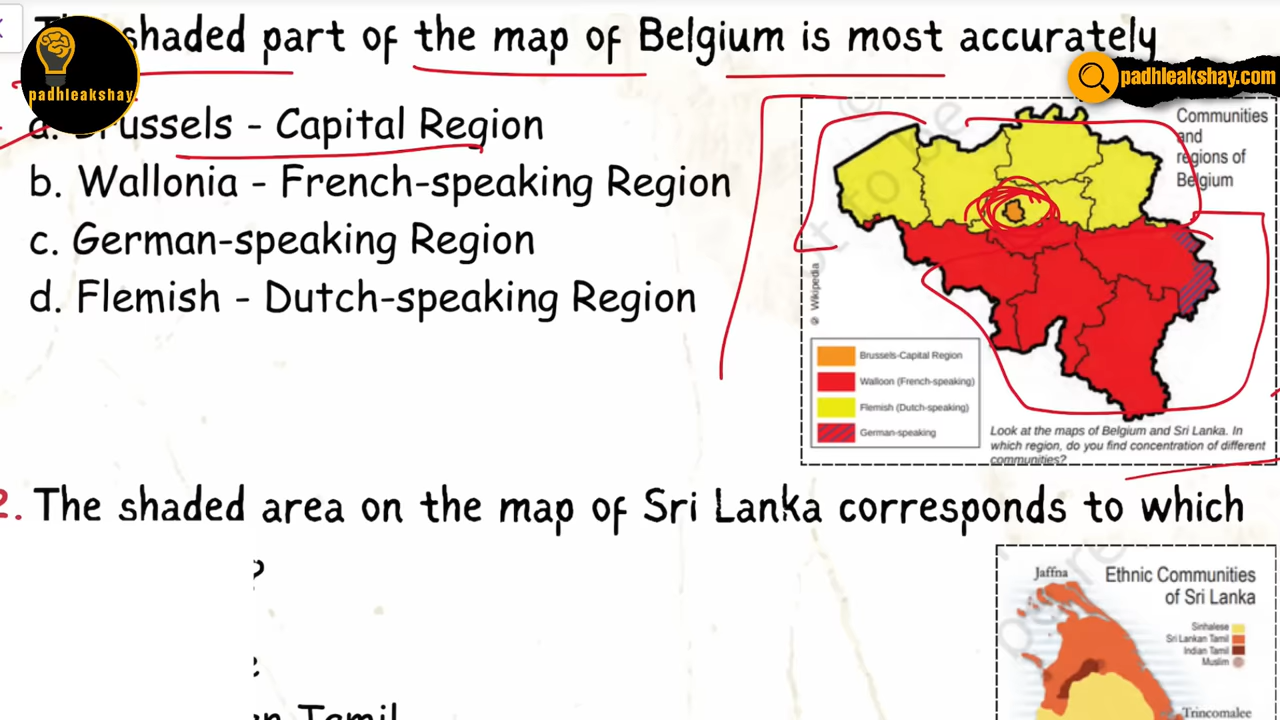 shaded part of the map of Belgium is most accurately
padhleakshay.
padhleakshay.com
a. Brussels - Capital Region
b. Wallonia - French-speaking Region
c. German-speaking Region
d. Flemish - Dutch-speaking Region
Communities
and
regions of
Belgium
© Wikipedia
Brussels-Capital Region
Walloon (French-speaking)
Flemish (Dutch-speaking)
German-speaking
Look at the maps of Belgium and Sri Lanka. In
which region, do you find concentration of different
communities?
2. The shaded area on the map of Sri Lanka corresponds to which
?
Tamil
Jaffna
Ethnic Communities
of Sri Lanka
Sinhalese
Sri Lankan Tamil
Indian Tamil
Muslim
Trincomalee